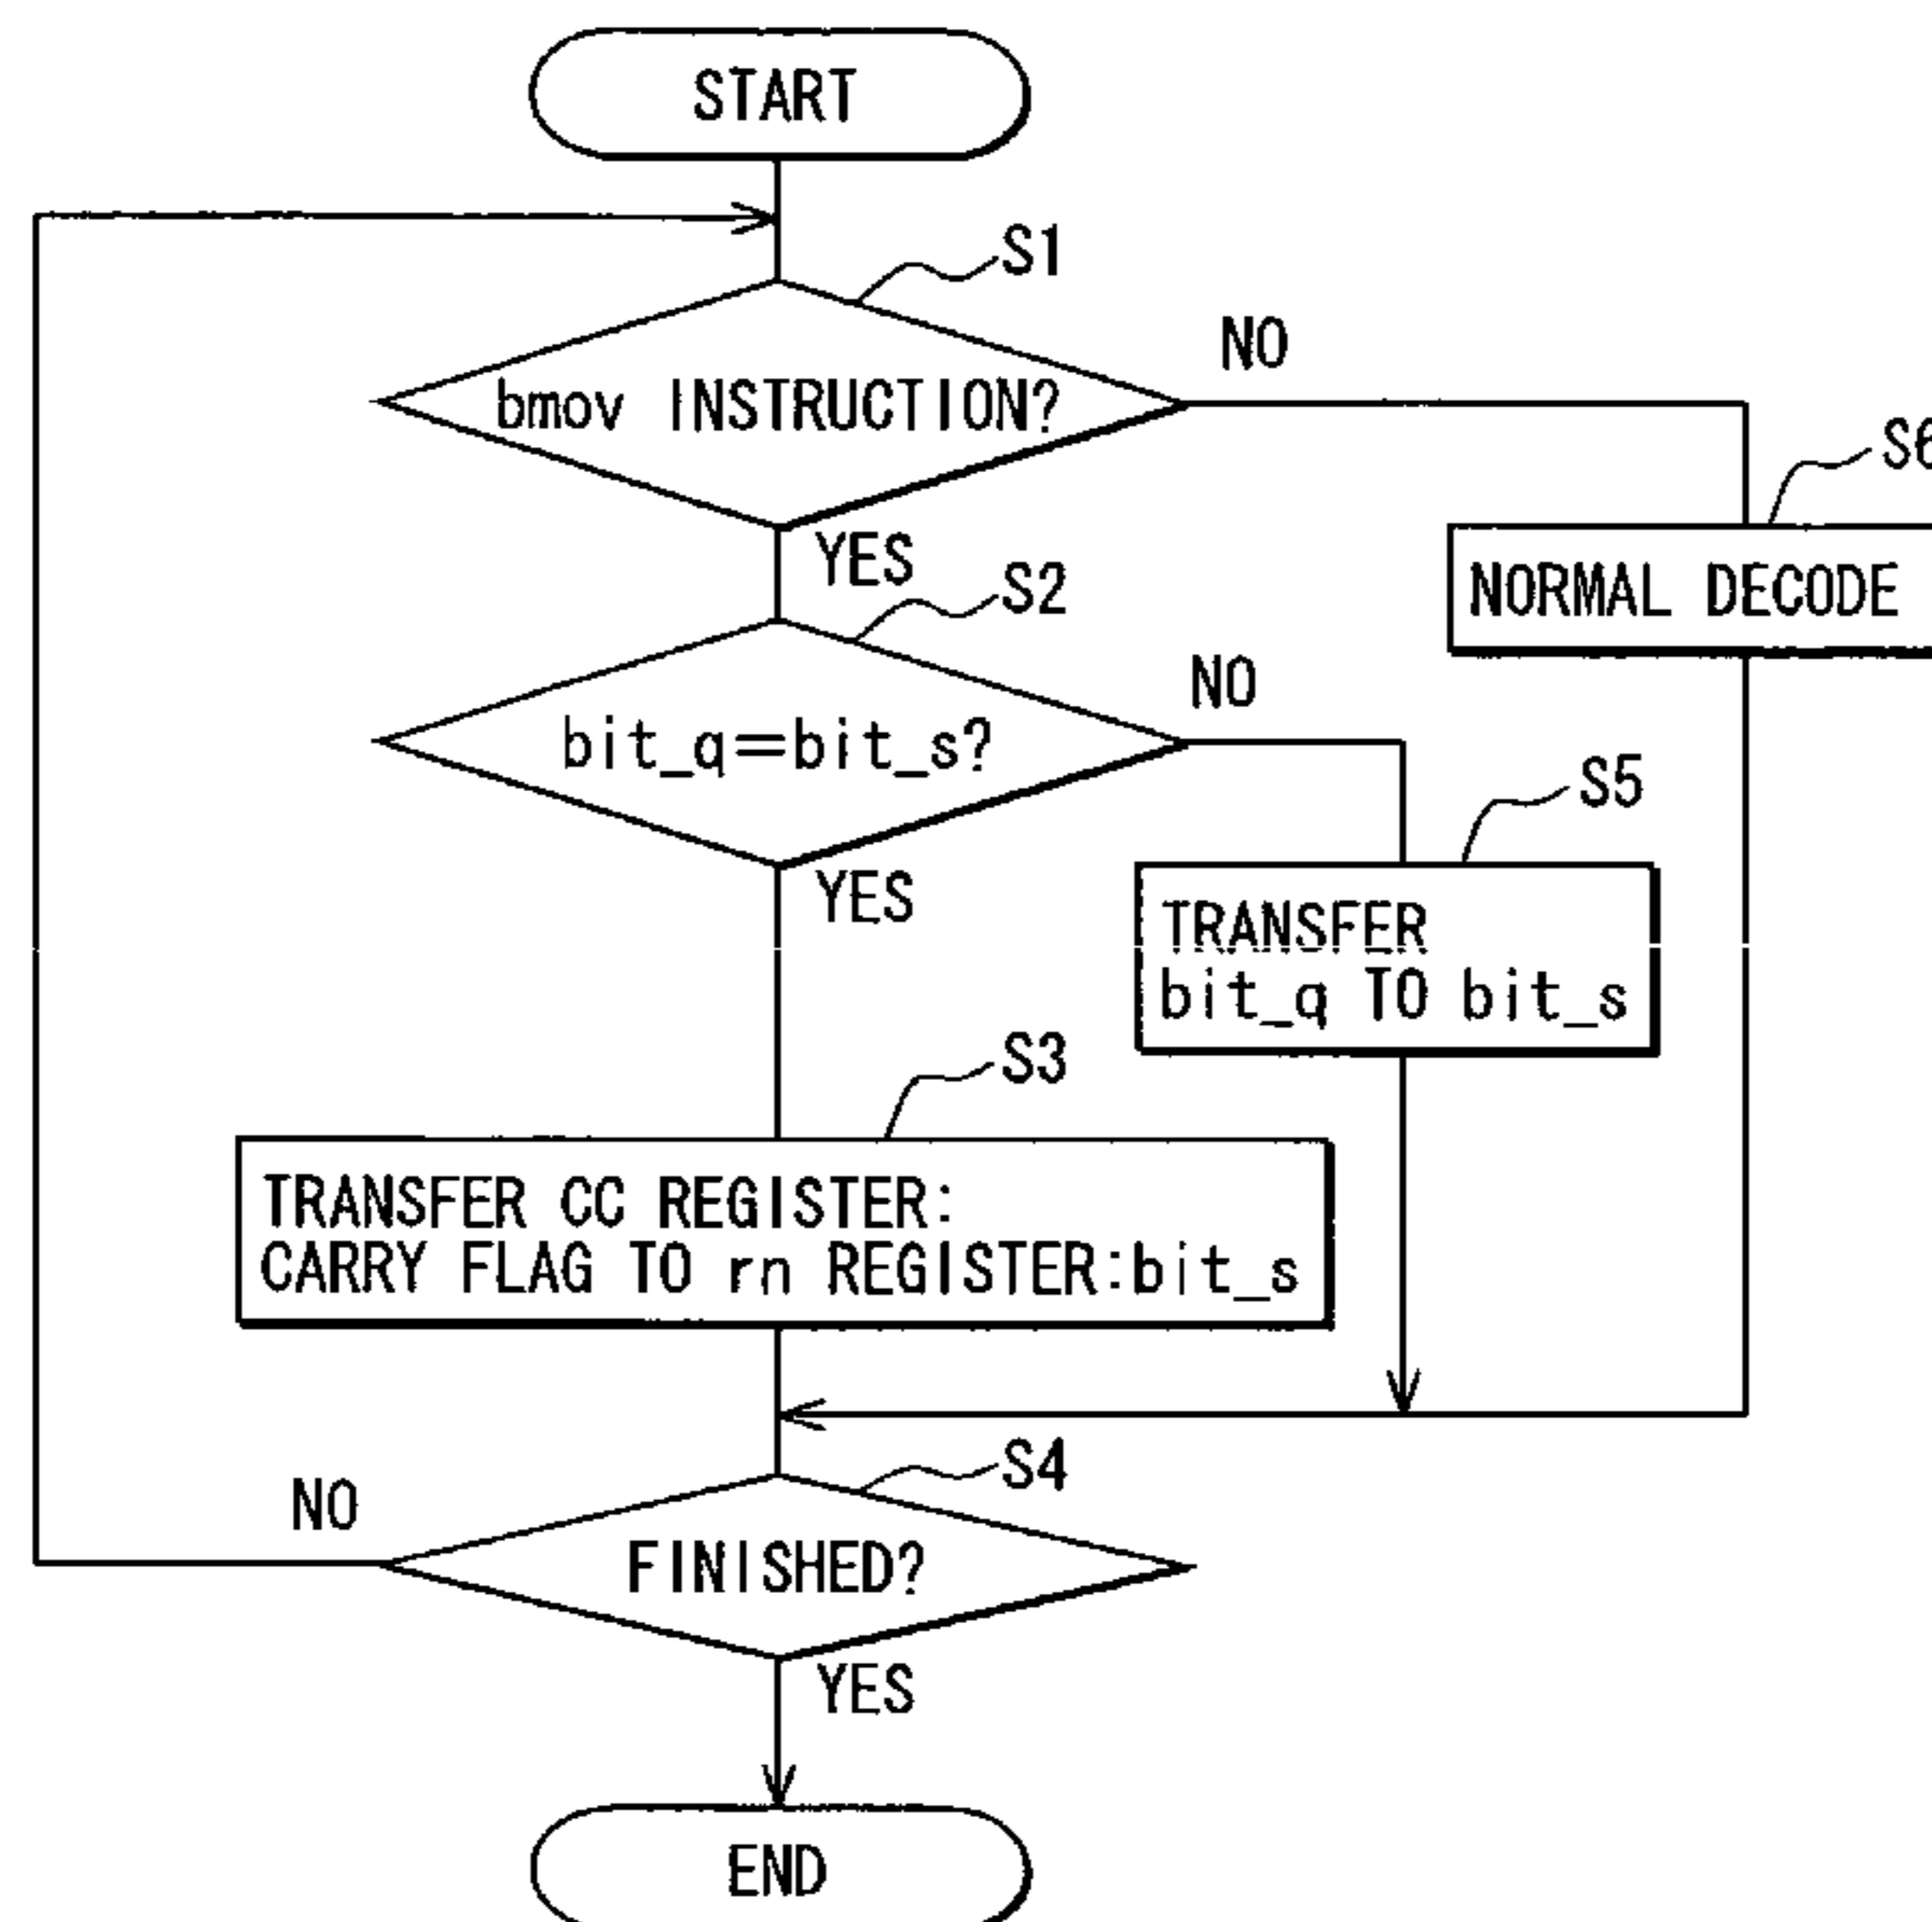 START
S1
bmov INSTRUCTION?
NO
YES
S6
NORMAL DECODE
S2
bit_q=bit_s?
NO
YES
S5
TRANSFER
bit_q TO bit_s
S3
TRANSFER CC REGISTER:
CARRY FLAG TO rn REGISTER:bit_s
S4
NO
FINISHED?
YES
END